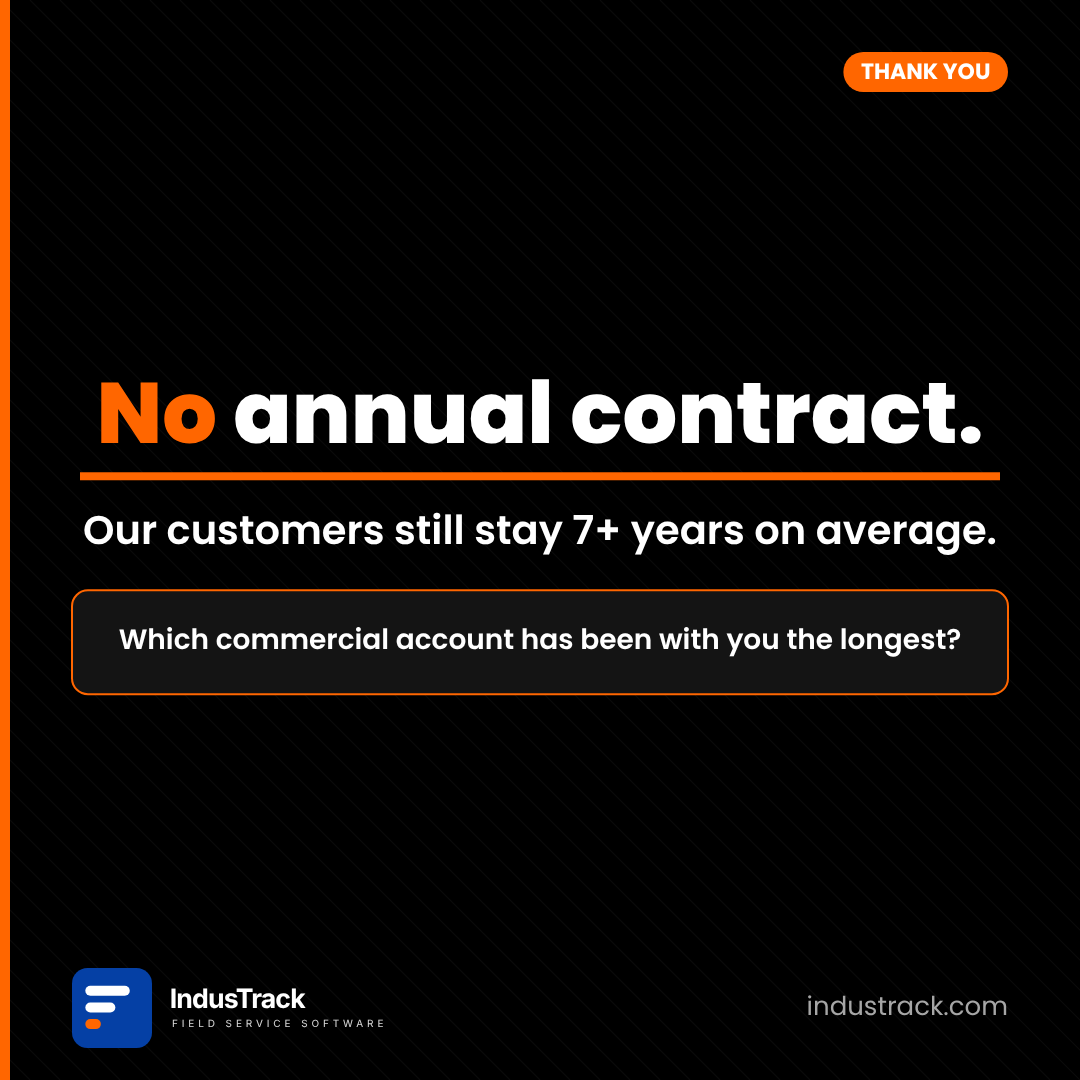 THANK YOU
No annual contract.
Our customers still stay 7+ years on average.
Which commercial account has been with you the longest?
IndusTrack
FIELD SERVICE SOFTWARE
industrack.com